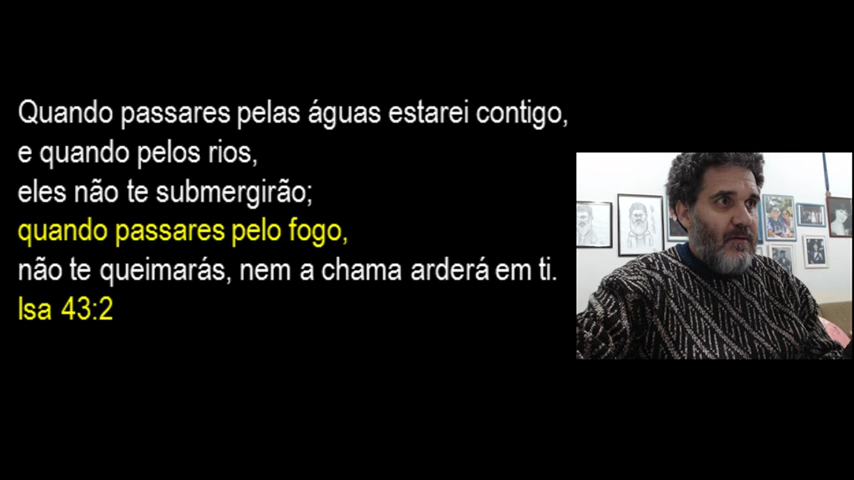 Quando passares pelas águas estarei contigo,
e quando pelos rios,
eles não te submergirão;
quando passares pelo fogo,
não te queimarás, nem a chama arderá em ti.
Isa 43:2